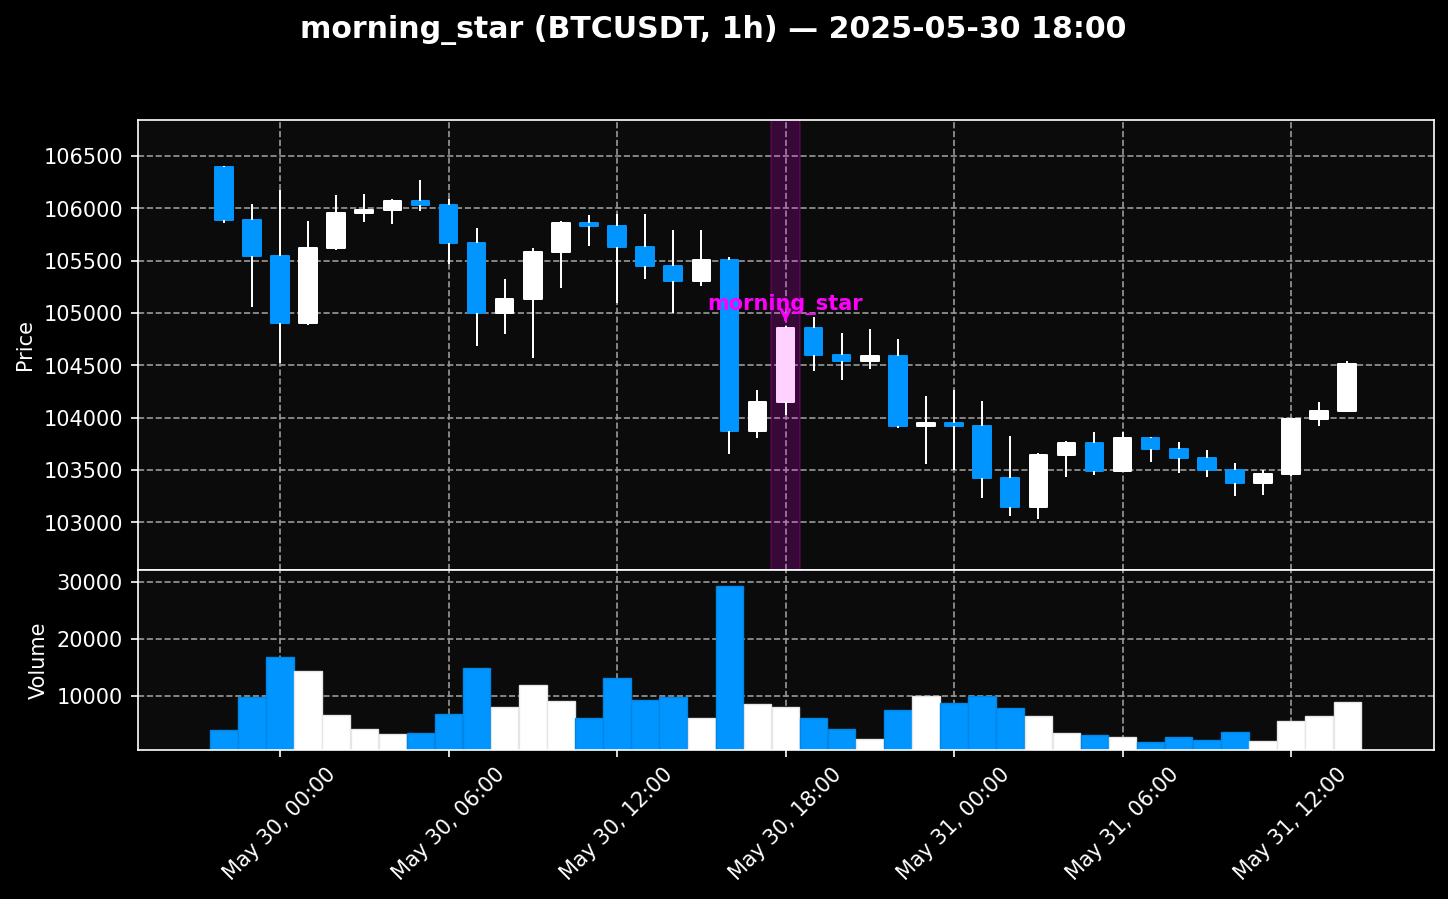 morning_star (BTCUSDT, 1h) — 2025-05-30 18:00
106500
106000
105500
105000
104500
104000
103500
103000
Price
morning_star
30000
20000
10000
Volume
May 30, 00:00
May 30, 06:00
May 30, 12:00
May 30, 18:00
May 31, 00:00
May 31, 06:00
May 31, 12:00